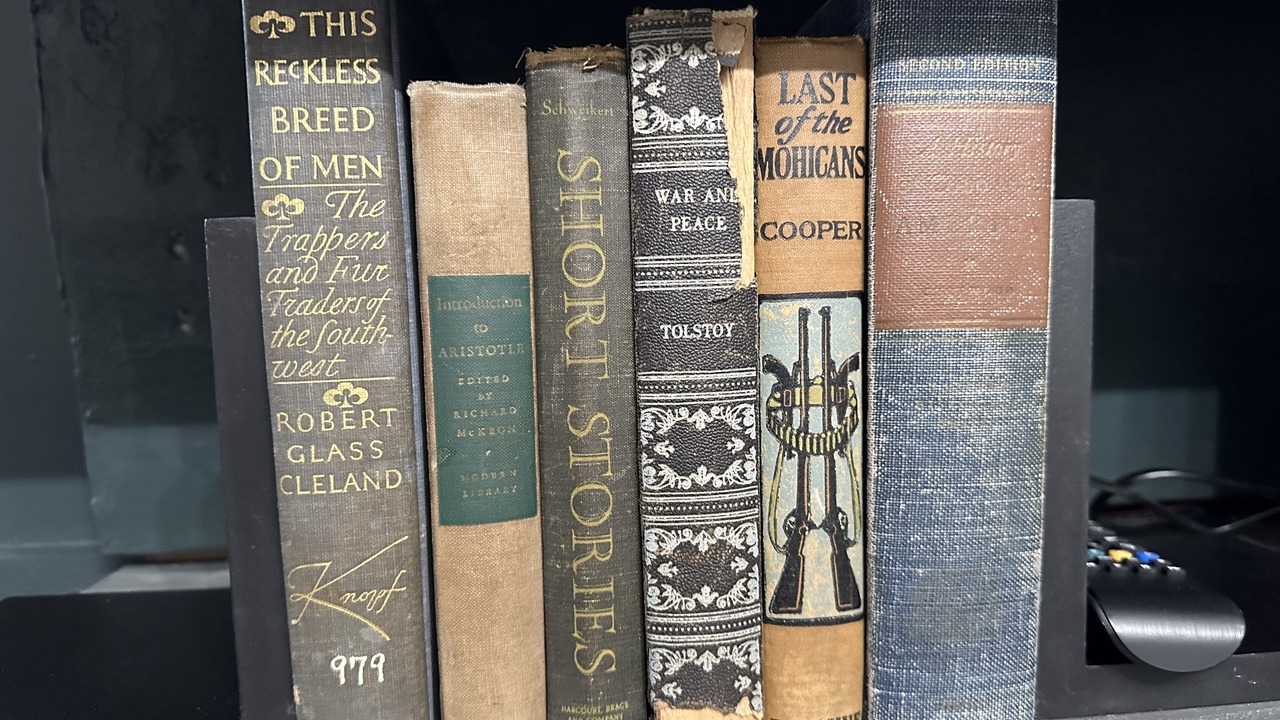 THIS
RECKLESS
BREED
OF MEN
The
Trappers
and Fur
Traders of
the South-
west
ROBERT
GLASS
CLELAND
Knopf
979
Introduction
to
ARISTOTLE
EDITED
BY
RICHARD
McKEON
MODERN
LIBRARY
Schweikert
SHORT STORIES
HARCOURT, BRACE
AND COMPANY
WAR AND
PEACE
TOLSTOY
LAST
of the
MOHICANS
COOPER
SECOND EDITION